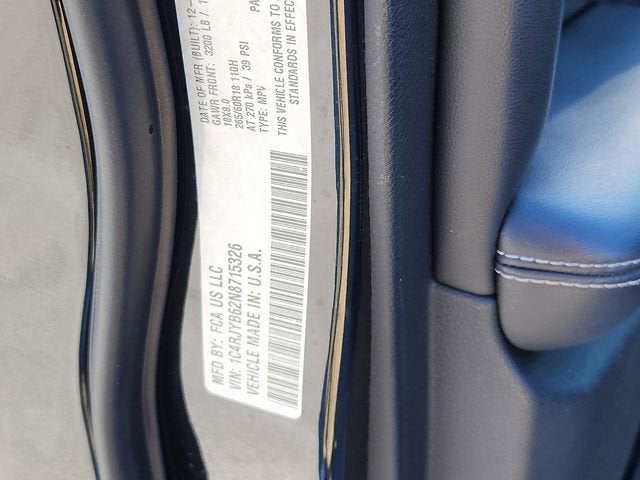 MFD BY: FCA US LLC
DATE OF MFR (BUILT): 12-
GAWR FRONT: 3200 LB / 1
18X8.0
265/60R18 110H
AT 270 kPa / 39 PSI
TYPE: MPV
VIN: 1C4RJYB62N8715326
VEHICLE MADE IN: U.S.A.
PA
THIS VEHICLE CONFORMS TO
STANDARDS IN EFFEC